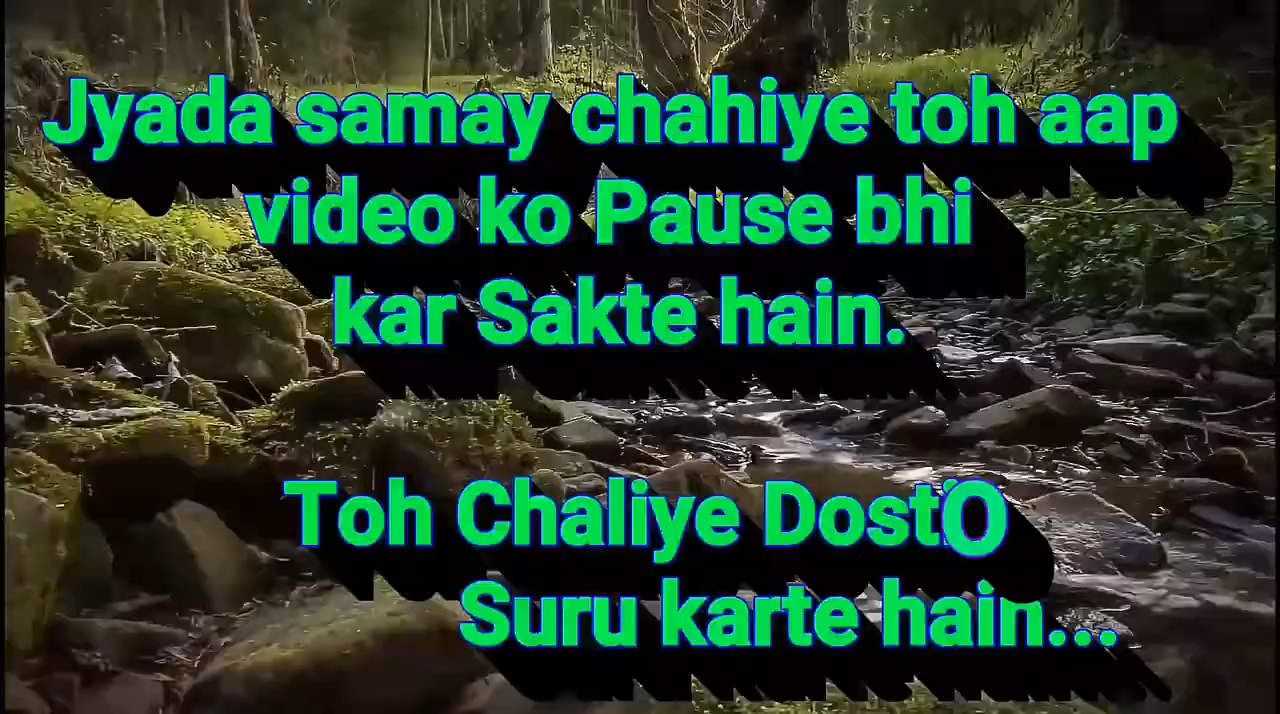 Jyada samay chahiye toh aap
video ko Pause bhi
kar Sakte hain.
Toh Chaliye DostO
Suru karte hain...